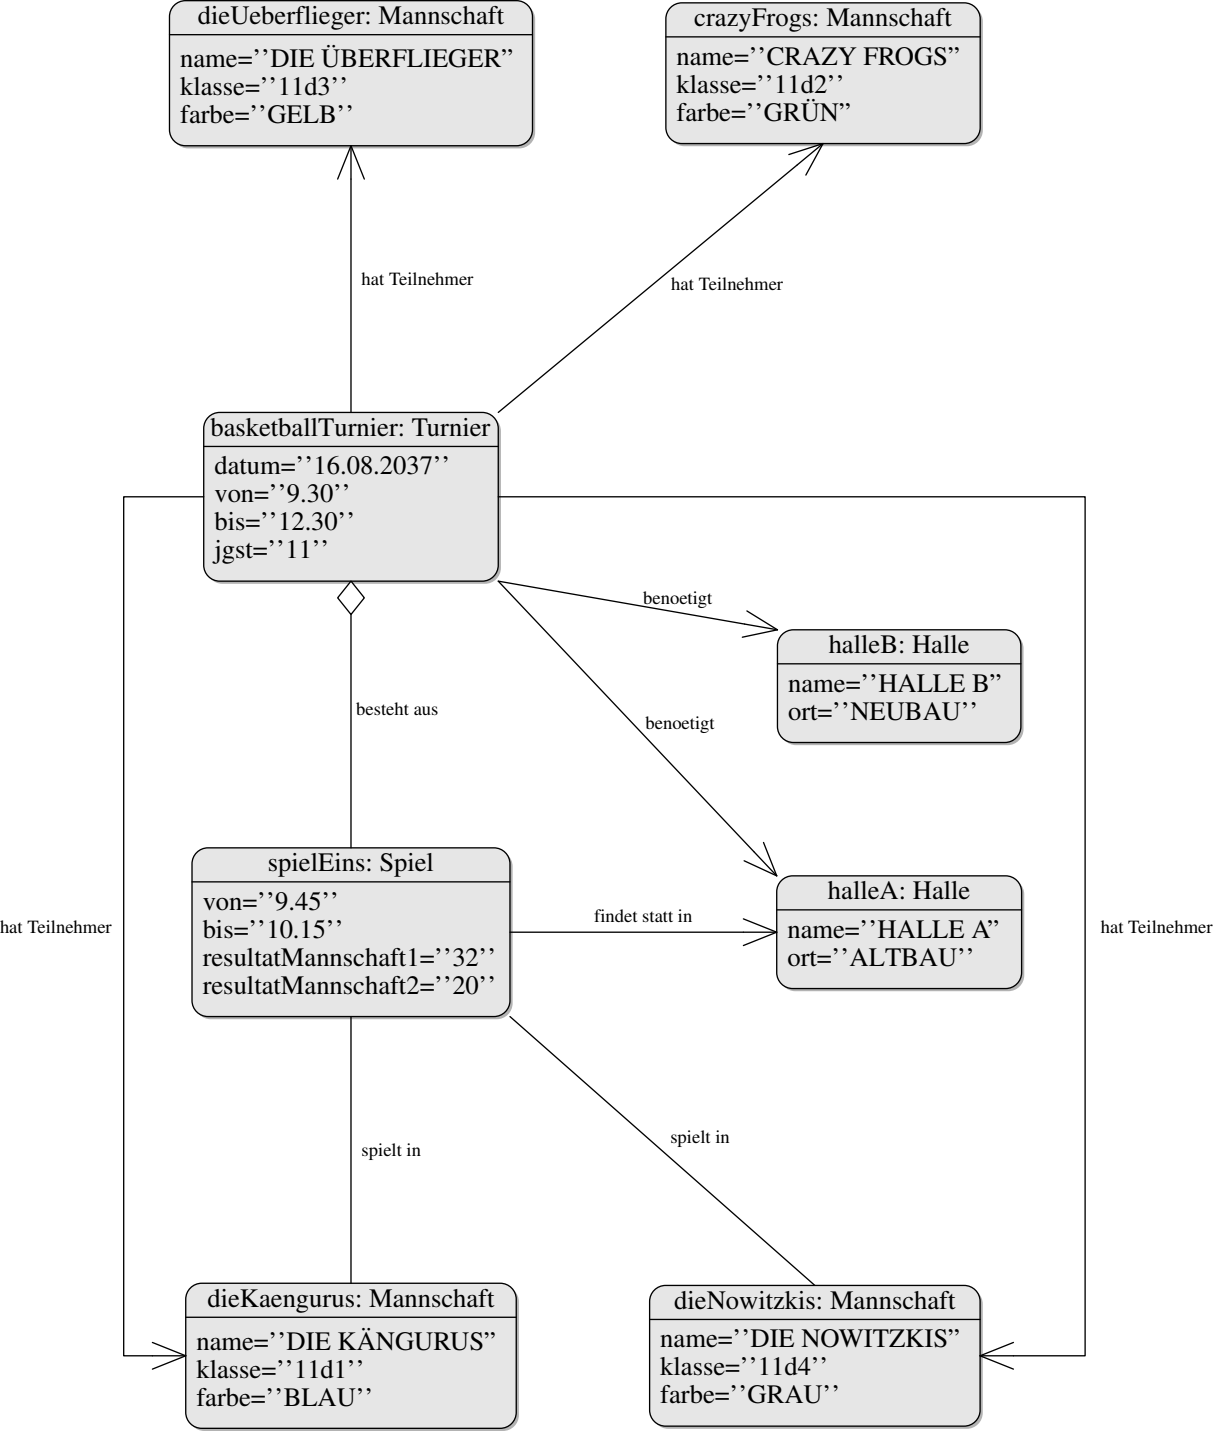 dieUeberflieger: Mannschaft
name=’’DIE ÜBERFLIEGER”
klasse=’’11d3’’
farbe=’’GELB’’
crazyFrogs: Mannschaft
name=’’CRAZY FROGS”
klasse=’’11d2’’
farbe=’’GRÜN”
hat Teilnehmer
hat Teilnehmer
basketballTurnier: Turnier
datum=’’16.08.2037’’
von=’’9.30’’
bis=’’12.30’’
jgst=’’11’’
benoetigt
halleB: Halle
name=’’HALLE B”
ort=’’NEUBAU’’
besteht aus
benoetigt
spielEins: Spiel
von=’’9.45’’
bis=’’10.15’’
resultatMannschaft1=’’32’’
resultatMannschaft2=’’20’’
findet statt in
halleA: Halle
name=’’HALLE A”
ort=’’ALTBAU’’
hat Teilnehmer
hat Teilnehmer
spielt in
spielt in
dieKaengurus: Mannschaft
name=’’DIE KÄNGURUS”
klasse=’’11d1’’
farbe=’’BLAU’’
dieNowitzkis: Mannschaft
name=’’DIE NOWITZKIS”
klasse=’’11d4’’
farbe=’’GRAU’’